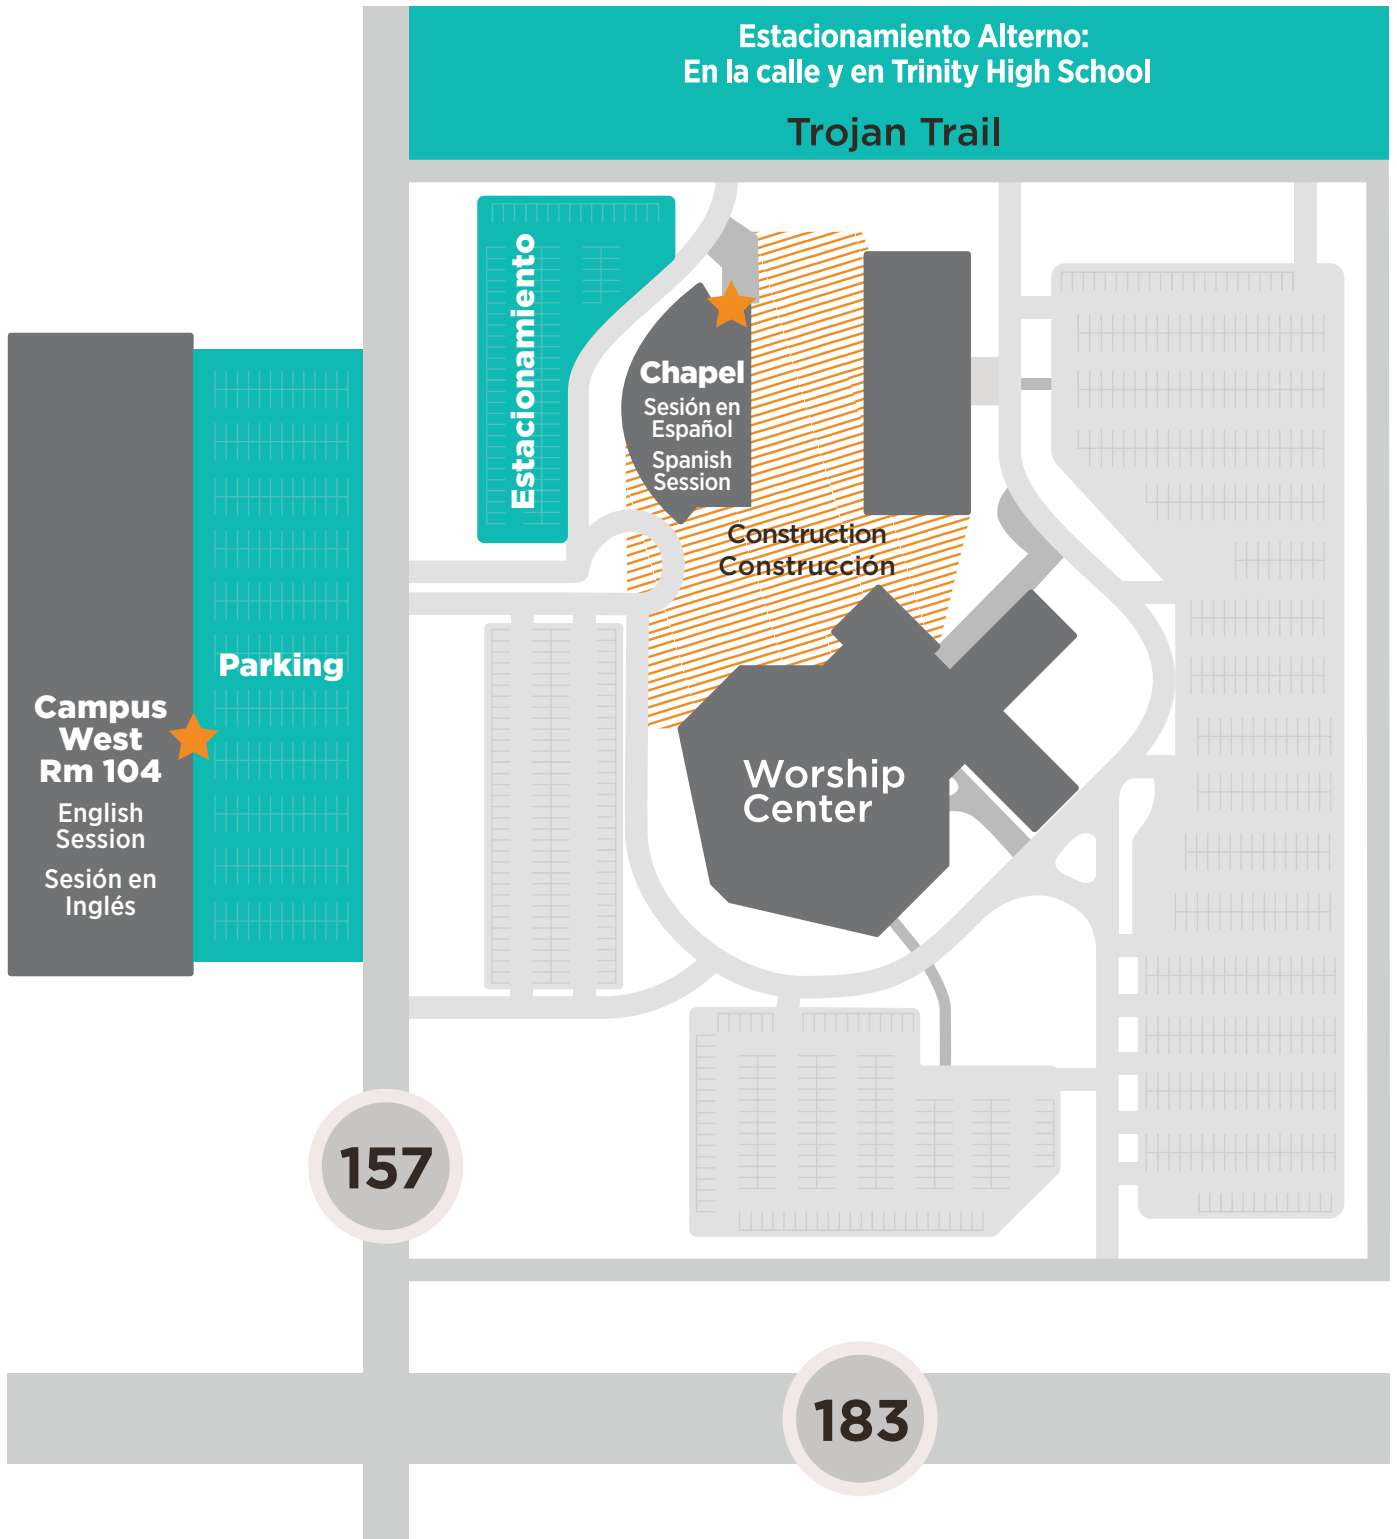 Estacionamiento Alterno:
En la calle y en Trinity High School
Trojan Trail
Estacionamiento
Chapel
Sesión en
Español
Spanish
Session
Construction
Construcción
Parking
Campus
West
Rm 104
English
Session
Sesión en
Inglés
Worship
Center
157
183